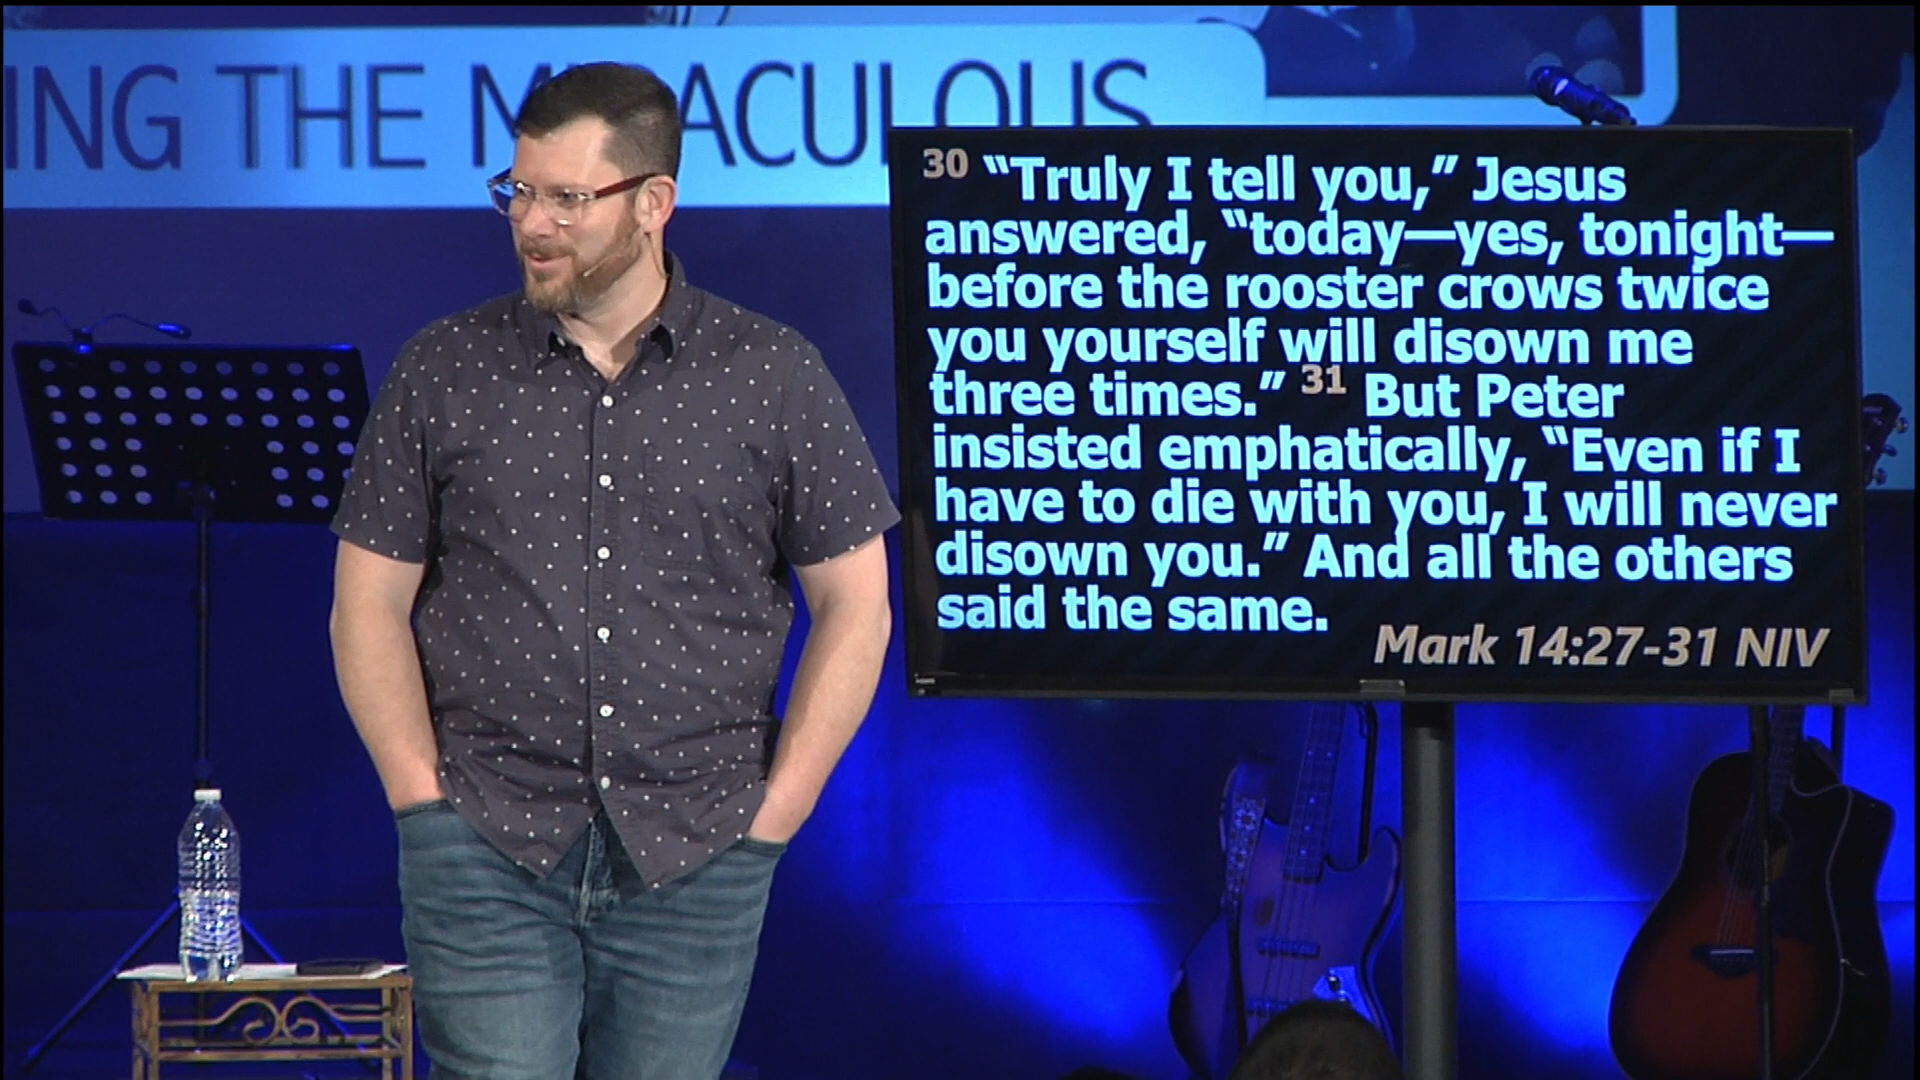 ING THE MIRACULOUS
30 “Truly I tell you,” Jesus
answered, “today—yes, tonight—
before the rooster crows twice
you yourself will disown me
three times.” 31 But Peter
insisted emphatically, “Even if I
have to die with you, I will never
disown you.” And all the others
said the same.
Mark 14:27-31 NIV